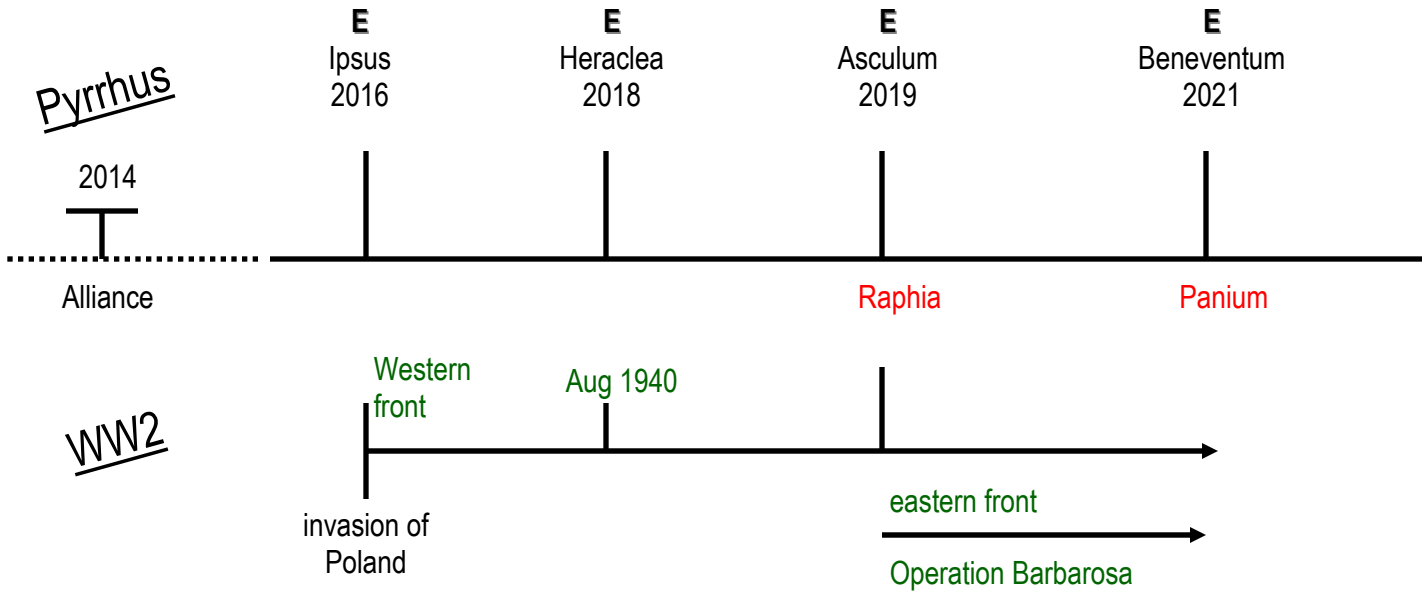 E
Ipsus
2016
E
Heraclea
2018
E
Asculum
2019
E
Beneventum
2021
Pyrrhus
2014
Alliance
Raphia
Panium
WW2
Western
front
Aug 1940
invasion of
Poland
eastern front
Operation Barbarosa